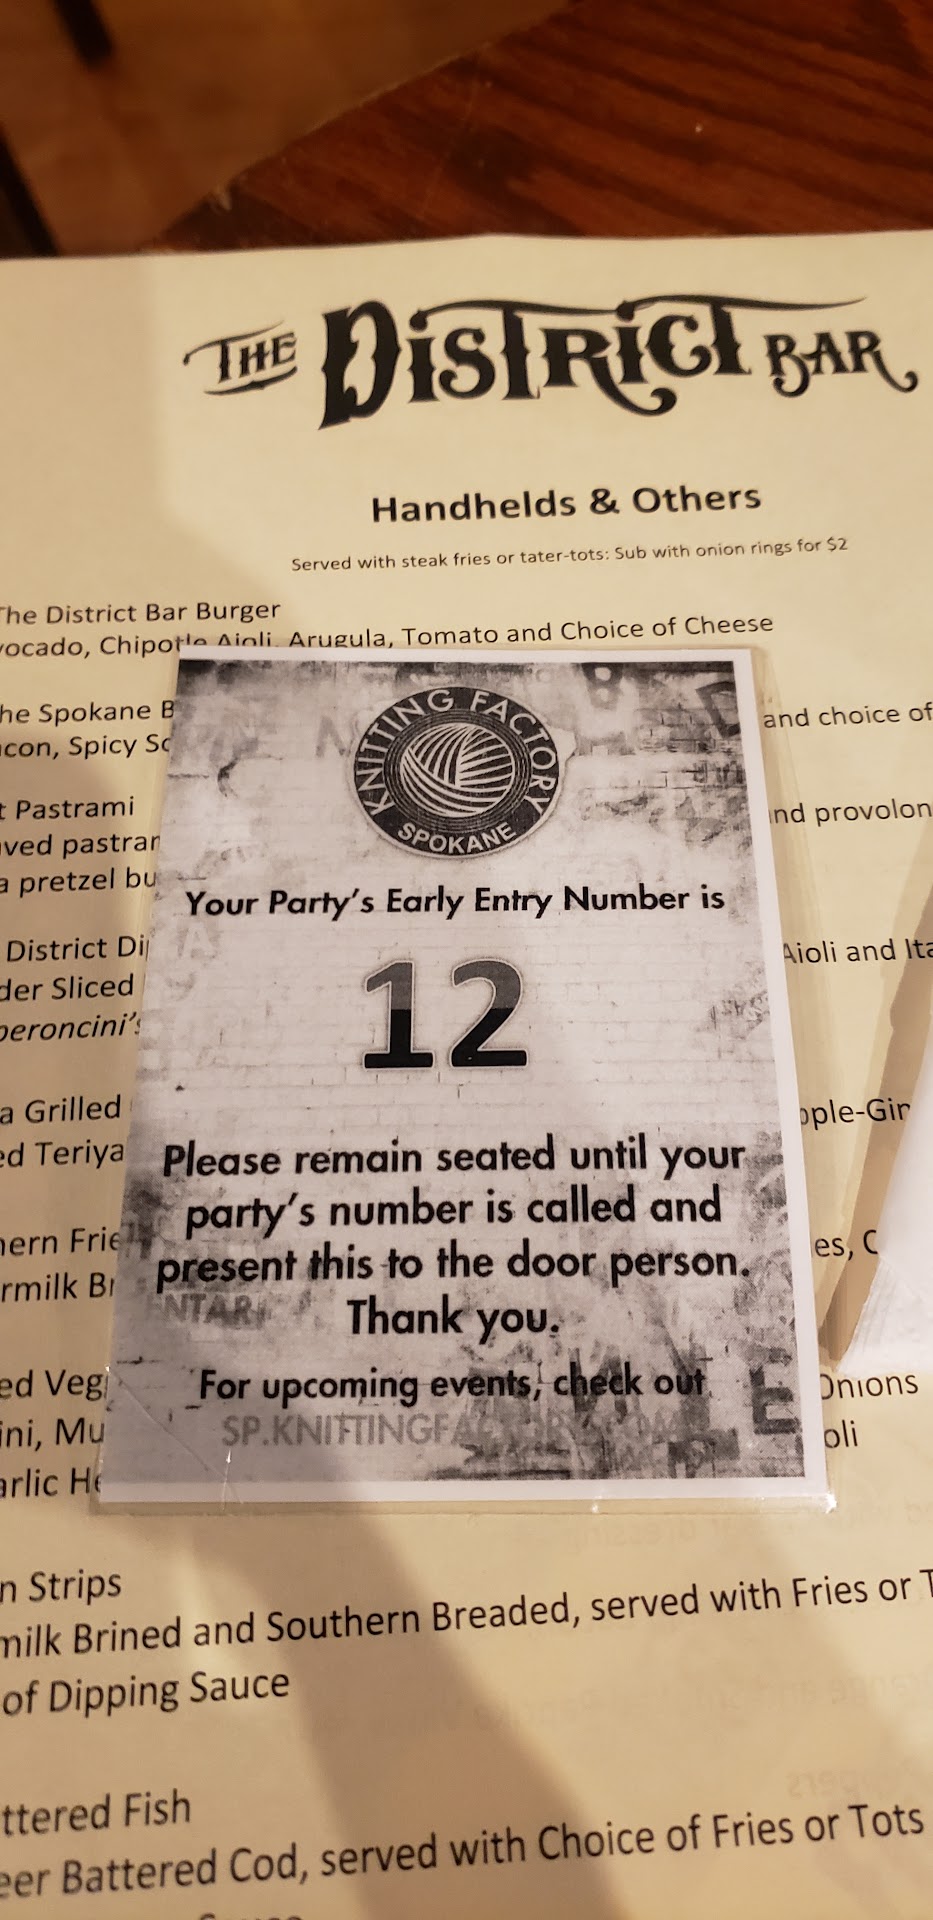 THE DISTRICT BAR
Handhelds & Others
Served with steak fries or tater-tots: Sub with onion rings for $2
The District Bar Burger
vocado, Chipotle Aioli, Arugula, Tomato and Choice of Cheese
he Spokane B
and choice of
con, Spicy Sc
t Pastrami
nd provolon
ved pastrar
a pretzel bu
District Di
Aioli and Ita
der Sliced
peroncini's
a Grilled
pple-Gin
ed Teriya
hern Frie
es, C
rmilk Br
ed Veg
Onions
ini, Mu
oli
arlic He
KNITTING FACTORY
SPOKANE
Your Party's Early Entry Number is
12
Please remain seated until your
party's number is called and
present this to the door person.
Thank you.
For upcoming events, check out
SP.KNITTINGFACTORY.COM
n Strips
milk Brined and Southern Breaded, served with Fries or T
of Dipping Sauce
ttered Fish
eer Battered Cod, served with Choice of Fries or Tots